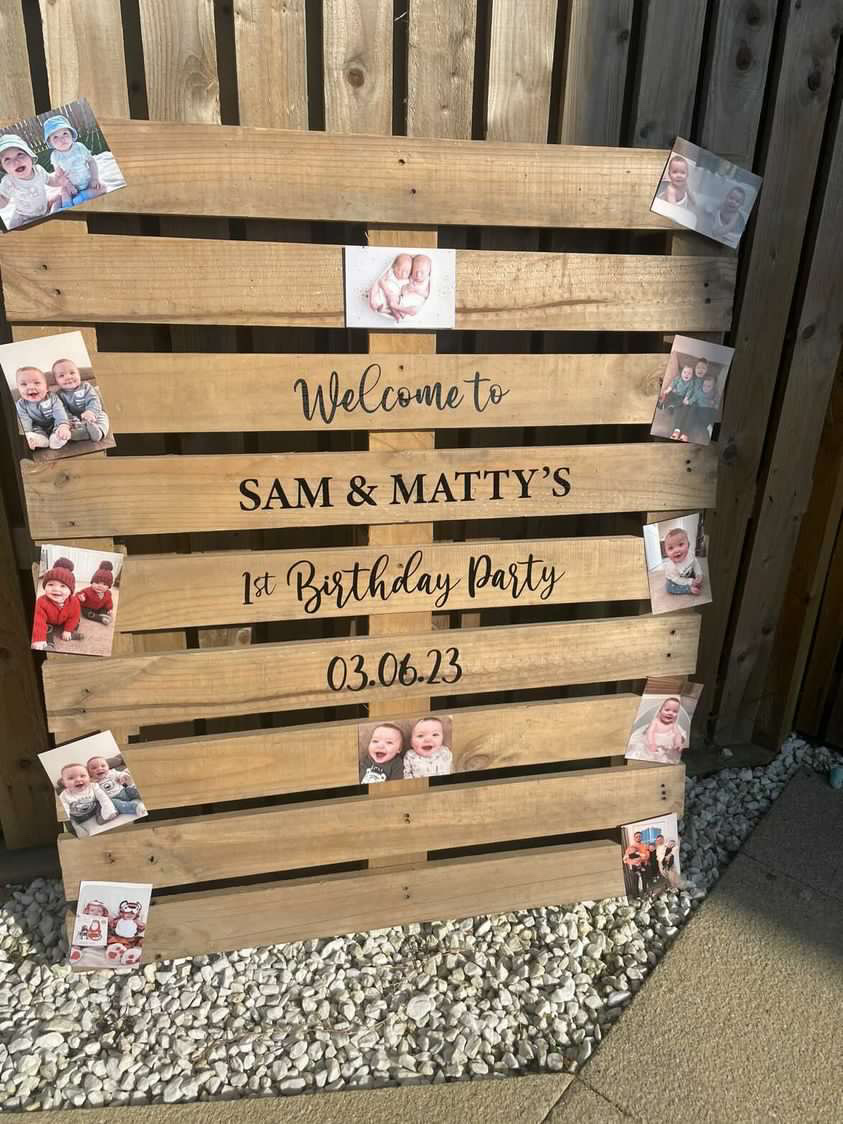 Welcome to
SAM & MATTY'S
1st Birthday Party
03.06.23